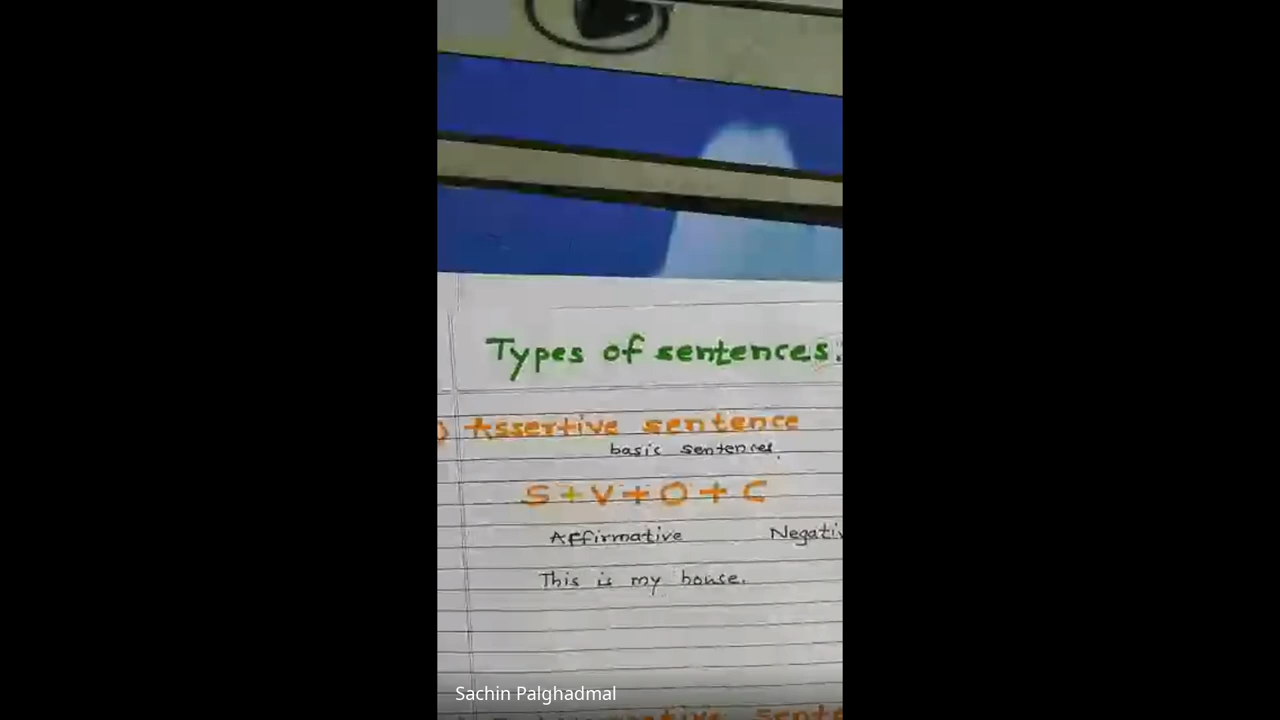 Types of sentences.
Assertive sentence
basic sentences.
S + V + O + C
Affirmative
This is my house.
Sachin Palghadmal